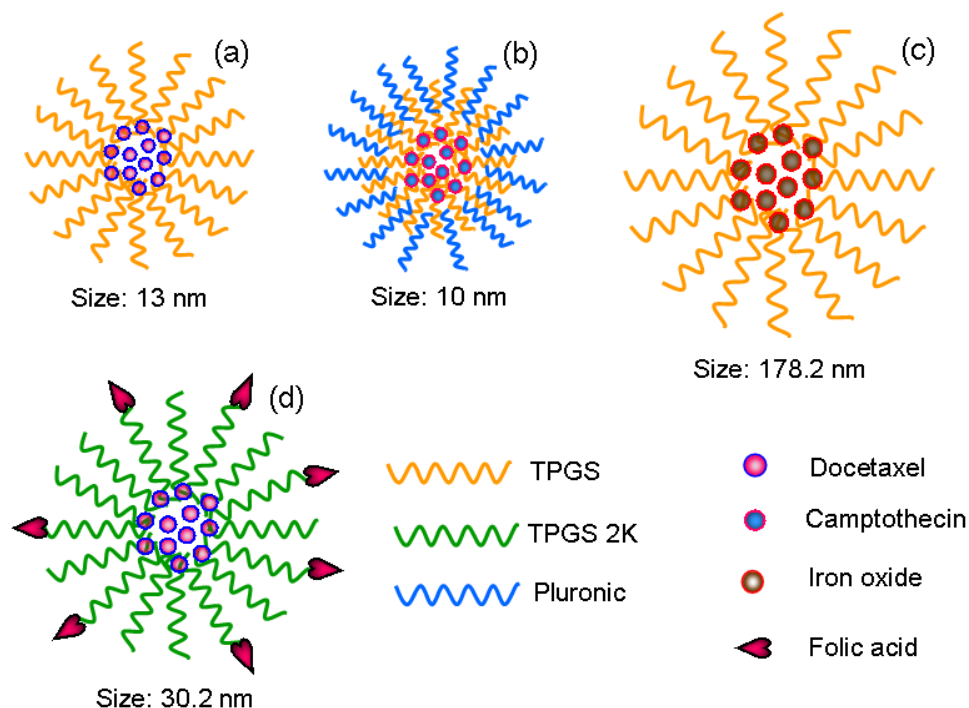 (a)
(b)
(c)
Size: 13 nm
Size: 10 nm
Size: 178.2 nm
(d)
TPGS
Docetaxel
TPGS 2K
Camptothecin
Pluronic
Iron oxide
Folic acid
Size: 30.2 nm